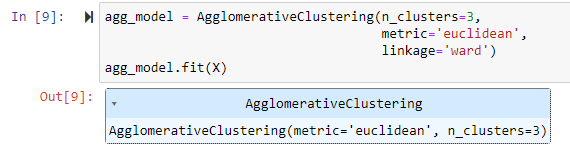 In [9]: agg_model = AgglomerativeClustering(n_clusters=3,
metric='euclidean',
linkage='ward')
agg_model.fit(X)
Out[9]:
AgglomerativeClustering
AgglomerativeClustering(metric='euclidean', n_clusters=3)